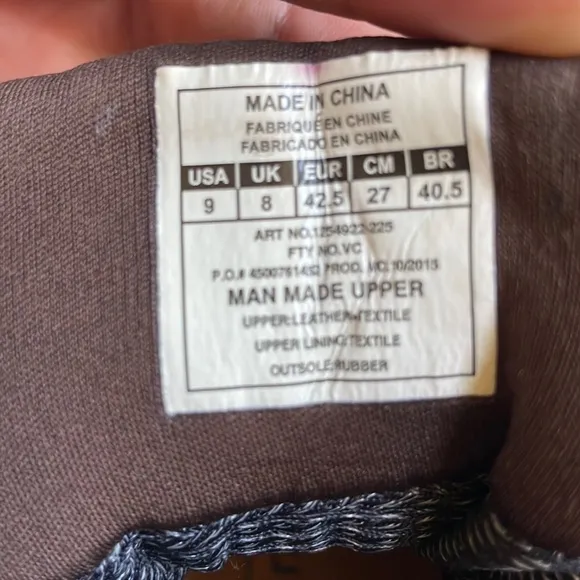 MADE IN CHINA
FABRIQUÉ EN CHINE
FABRICADO EN CHINA
USA UK EUR CM BR
9 8 42.5 27 40.5
ART NO.1254922-225
FTY NO.VC
P.O.# 4500761432 PROD. MO:10/2015
MAN MADE UPPER
UPPER:LEATHER+TEXTILE
UPPER LINING:TEXTILE
OUTSOLE:RUBBER